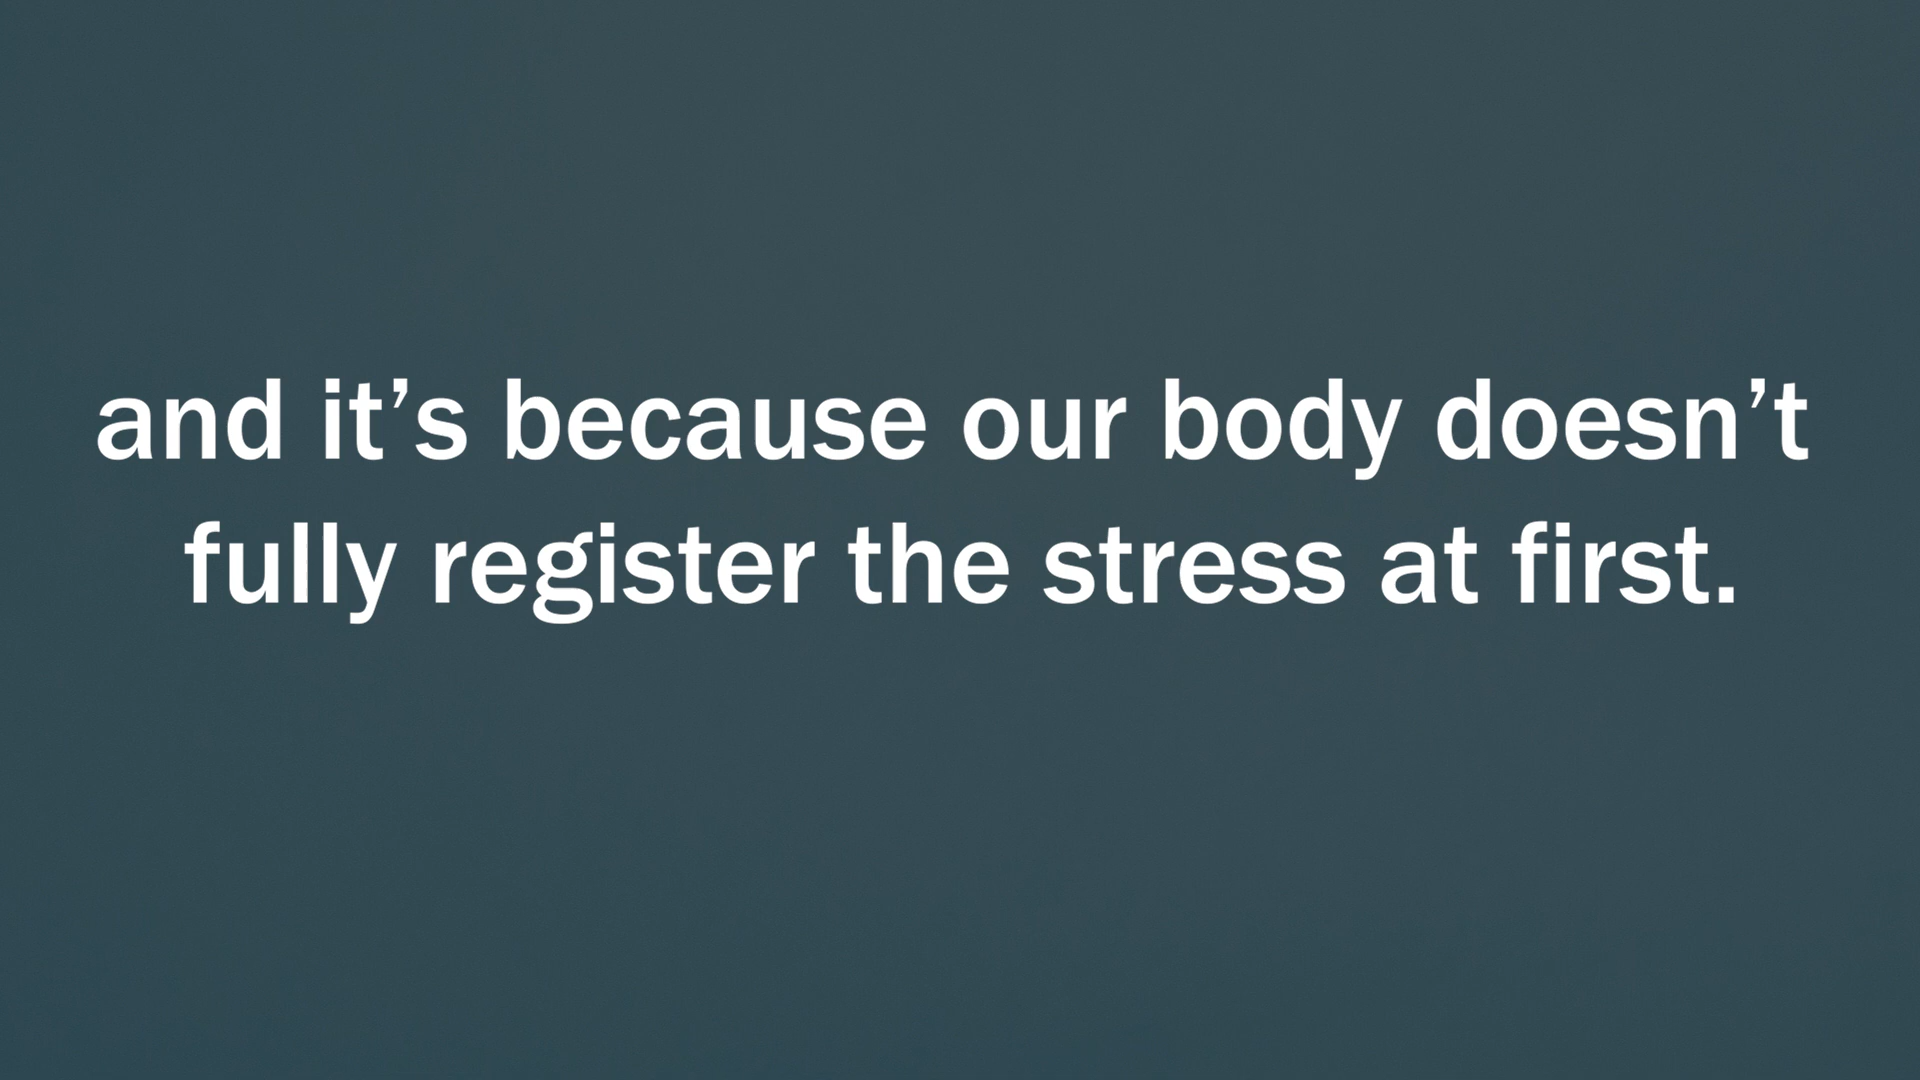 and it’s because our body doesn’t
fully register the stress at first.